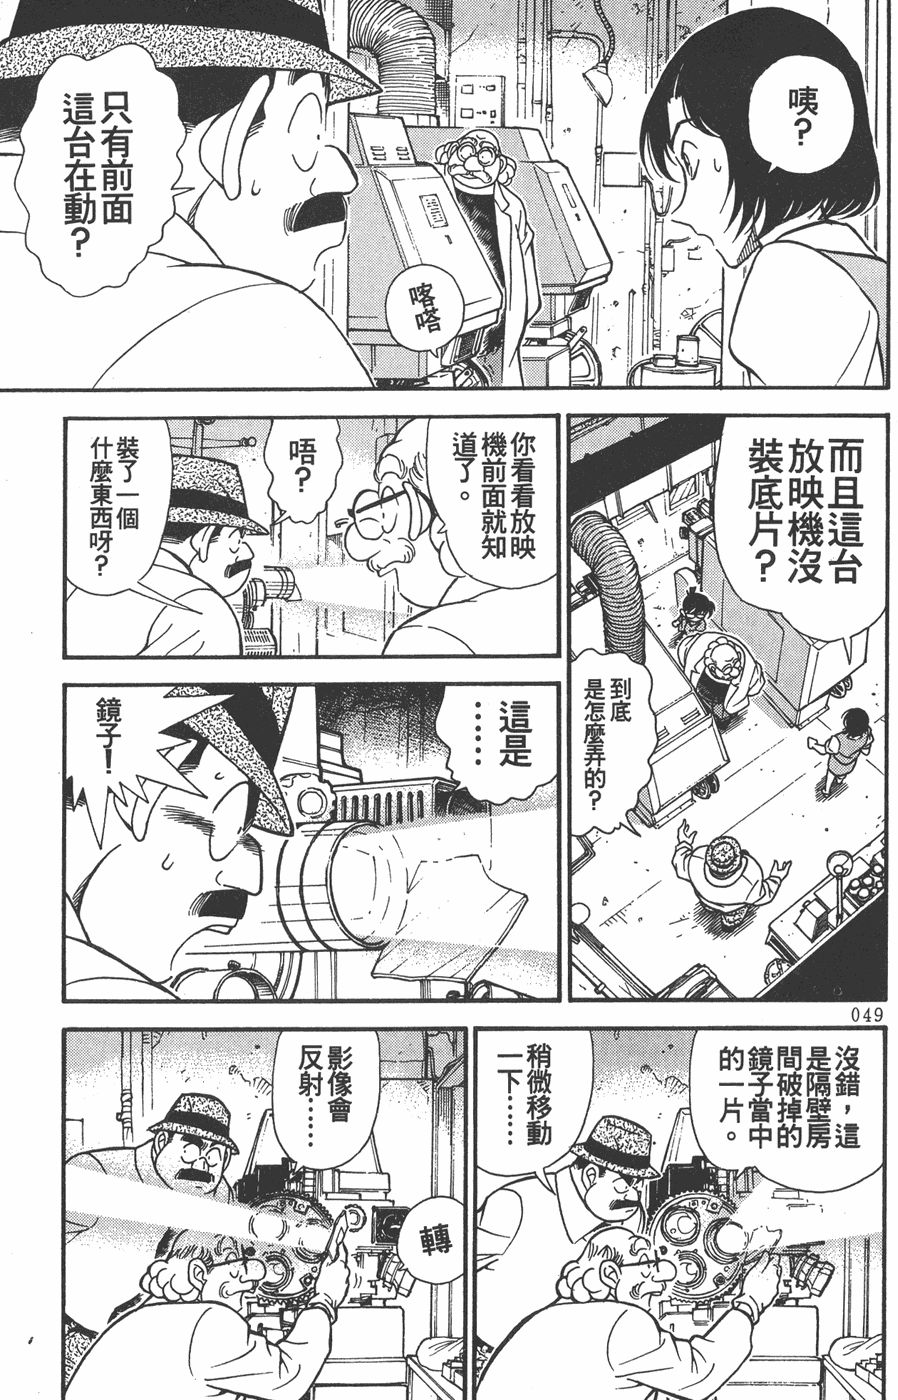 咦？
只有前面
這台在動？
喀嗒
而且這台
放映機沒
裝底片？
到底
是怎麼弄的？
你看看放映
機前面就知
道了。
唔？
裝了一個
什麼東西呀？
這是
……
鏡子！
049
沒錯，這
是隔壁房
間破掉的
鏡子當中
的一片。
稍微移動
一下……
轉
影像會
反射……